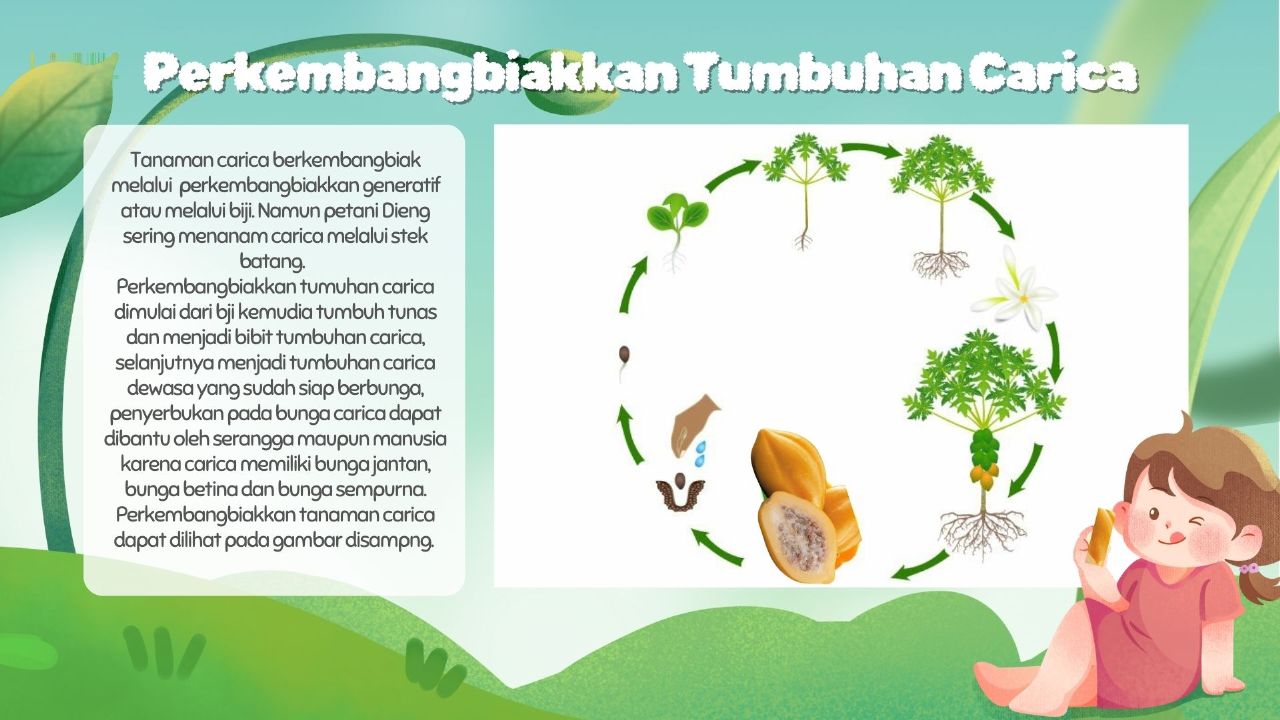 Perkembangbiakkan Tumbuhan Carica
Tanaman carica berkembangbiak
melalui perkembangbiakkan generatif
atau melalui biji. Namun petani Dieng
sering menanam carica melalui stek
batang.
Perkembangbiakkan tumuhan carica
dimulai dari bji kemudia tumbuh tunas
dan menjadi bibit tumbuhan carica,
selanjutnya menjadi tumbuhan carica
dewasa yang sudah siap berbunga,
penyerbukan pada bunga carica dapat
dibantu oleh serangga maupun manusia
karena carica memiliki bunga jantan,
bunga betina dan bunga sempurna.
Perkembangbiakkan tanaman carica
dapat dilihat pada gambar disampng.